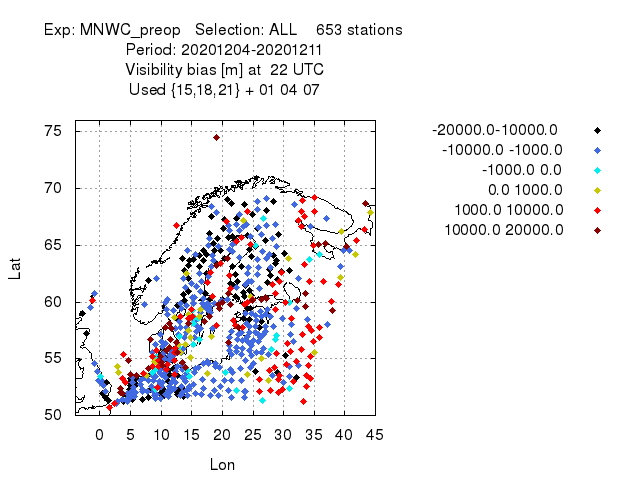 Exp: MNWC_preop Selection: ALL 653 stations
Period: 20201204-20201211
Visibility bias [m] at 22 UTC
Used {15,18,21} + 01 04 07
-20000.0-10000.0
-10000.0 -1000.0
-1000.0 0.0
0.0 1000.0
1000.0 10000.0
10000.0 20000.0
75
70
65
60
55
50
Lat
0 5 10 15 20 25 30 35 40 45
Lon